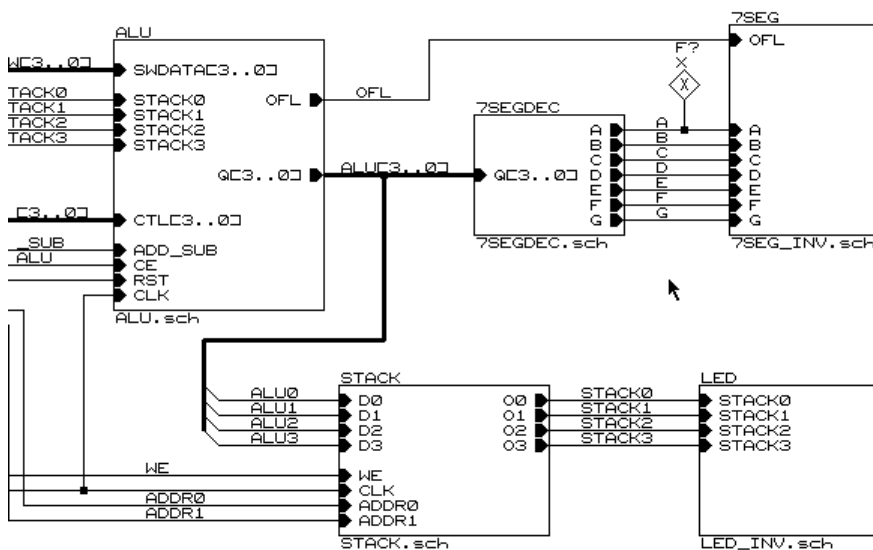 ALU
7SEG
W[3..0]
SWDATA[3..0]
F?
X
OFL
TACK0
STACK0
OFL
OFL
X
7SEGDEC
TACK1
STACK1
TACK2
STACK2
TACK3
STACK3
A
A
A
B
B
B
C
C
C
Q[3..0]
ALU[3..0]
Q[3..0]
D
D
D
E
E
E
F
F
F
[3..0]
CTL[3..0]
G
G
G
_SUB
ADD_SUB
7SEGDEC.sch
7SEG_INV.sch
ALU
CE
RST
CLK
ALU.sch
STACK
LED
ALU0
D0
O0
STACK0
STACK0
ALU1
D1
O1
STACK1
STACK1
ALU2
D2
O2
STACK2
STACK2
ALU3
D3
O3
STACK3
STACK3
WE
WE
CLK
ADDR0
ADDR0
ADDR1
ADDR1
STACK.sch
LED_INV.sch